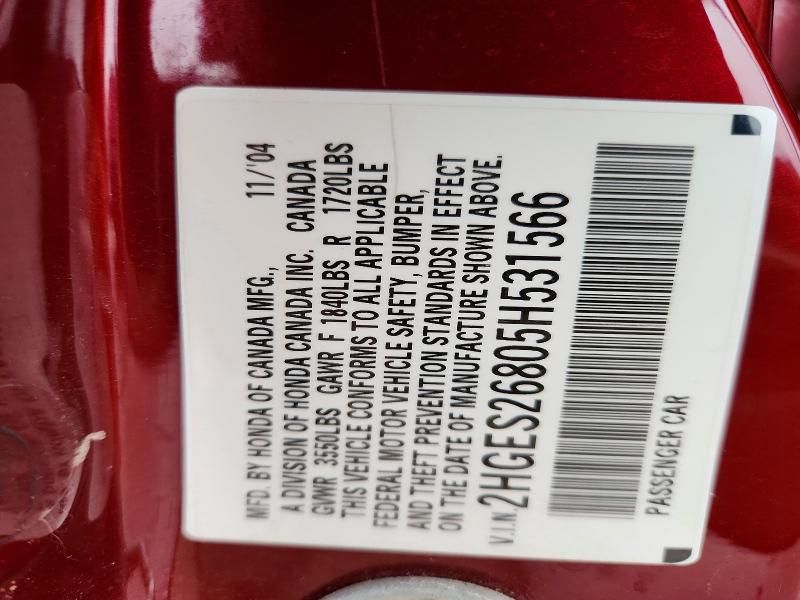 MFD. BY HONDA OF CANADA MFG., 11/'04
A DIVISION OF HONDA CANADA INC. CANADA
GVWR 3550LBS GAWR F 1840LBS R 1720LBS
THIS VEHICLE CONFORMS TO ALL APPLICABLE
FEDERAL MOTOR VEHICLE SAFETY, BUMPER,
AND THEFT PREVENTION STANDARDS IN EFFECT
ON THE DATE OF MANUFACTURE SHOWN ABOVE.
V.I.N. 2HGES26805H531566
PASSENGER CAR